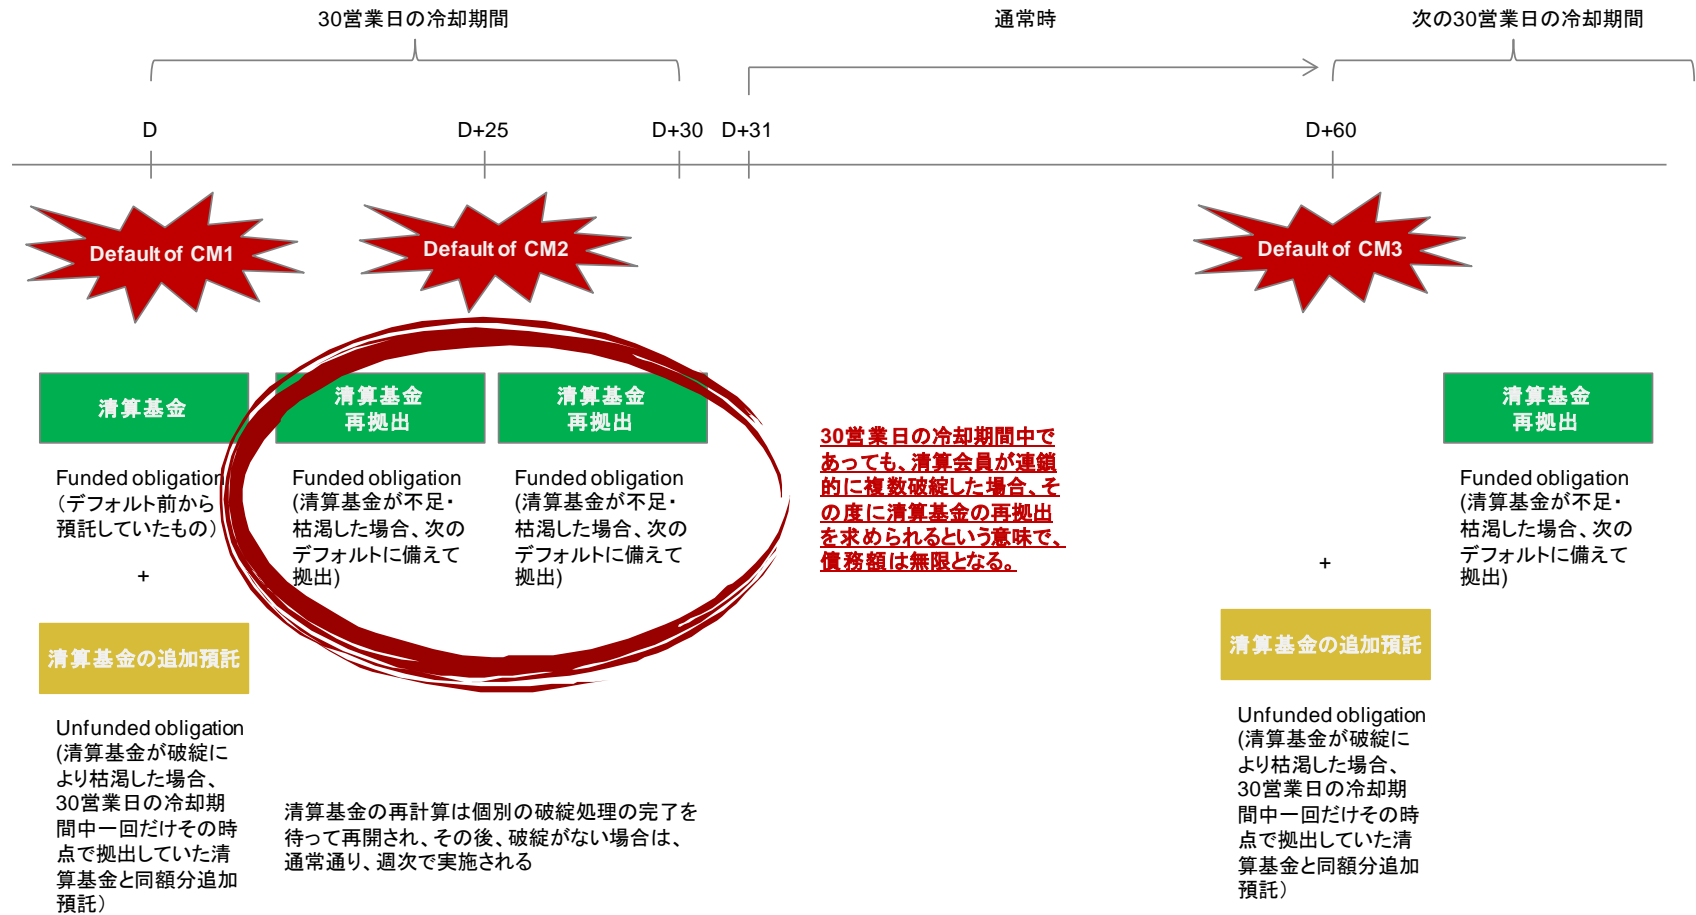 30営業日の冷却期間
通常時
次の30営業日の冷却期間
D
D+25
D+30
D+31
D+60
Default of CM1
Default of CM2
Default of CM3
清算基金
清算基金
再拠出
清算基金
再拠出
清算基金
再拠出
Funded obligation
（デフォルト前から
預託していたもの）
+
Funded obligation
(清算基金が不足・
枯渇した場合、次の
デフォルトに備えて
拠出)
Funded obligation
(清算基金が不足・
枯渇した場合、次の
デフォルトに備えて
拠出)
30営業日の冷却期間中で
あっても、清算会員が連鎖
的に複数破綻した場合、そ
の度に清算基金の再拠出
を求められるという意味で、
債務額は無限となる。
+
Funded obligation
(清算基金が不足・
枯渇した場合、次の
デフォルトに備えて
拠出)
清算基金の追加預託
清算基金の追加預託
Unfunded obligation
(清算基金が破綻に
より枯渇した場合、
30営業日の冷却期
間中一回だけその時
点で拠出していた清
算基金と同額分追加
預託）
清算基金の再計算は個別の破綻処理の完了を
待って再開され、その後、破綻がない場合は、
通常通り、週次で実施される
Unfunded obligation
(清算基金が破綻に
より枯渇した場合、
30営業日の冷却期
間中一回だけその時
点で拠出していた清
算基金と同額分追加
預託）